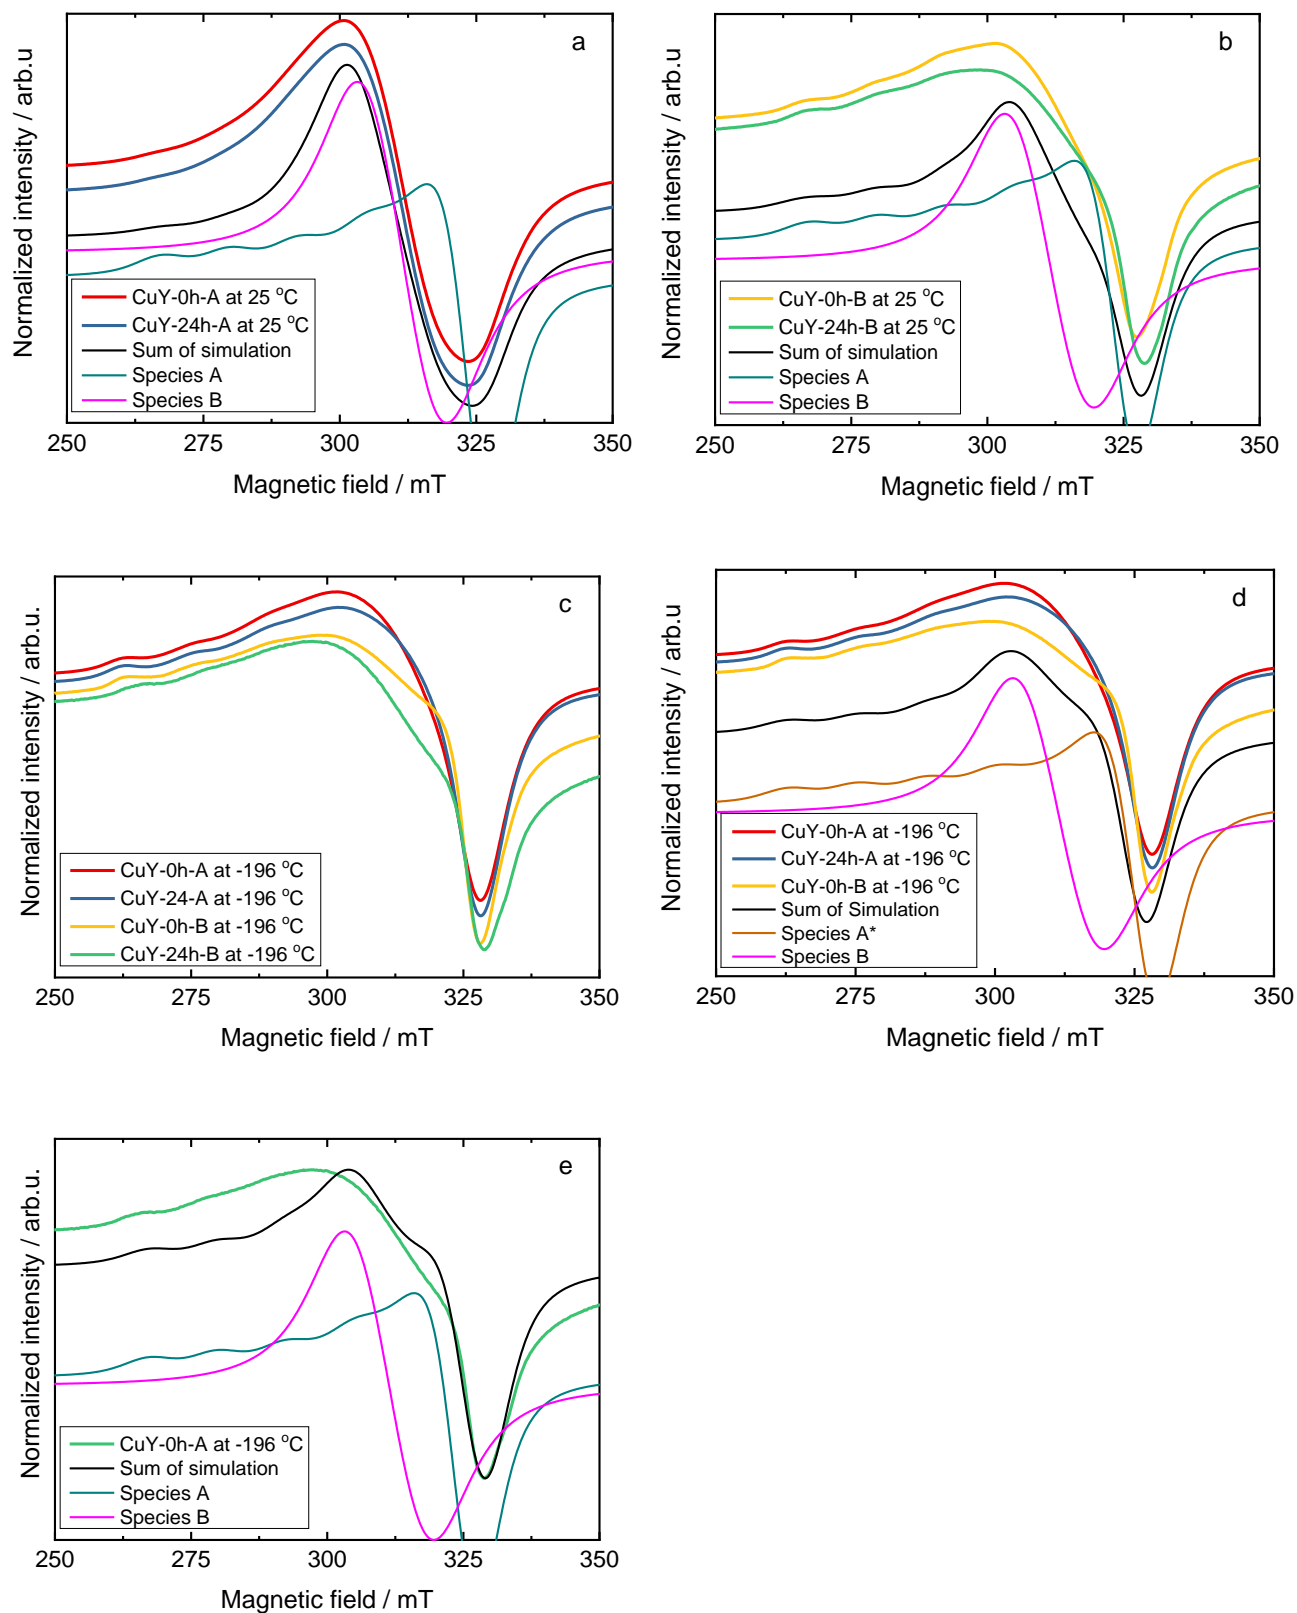 a
Normalized intensity / arb.u
CuY-0h-A at 25 °C
CuY-24h-A at 25 °C
Sum of simulation
Species A
Species B
250 275 300 325 350
Magnetic field / mT
b
Normalized intensity / arb.u
CuY-0h-B at 25 °C
CuY-24h-B at 25 °C
Sum of simulation
Species A
Species B
250 275 300 325 350
Magnetic field / mT
c
Normalized intensity / arb.u.
CuY-0h-A at -196 °C
CuY-24-A at -196 °C
CuY-0h-B at -196 °C
CuY-24h-B at -196 °C
250 275 300 325 350
Magnetic field / mT
d
Normalized intensity / arb.u
CuY-0h-A at -196 °C
CuY-24h-A at -196 °C
CuY-0h-B at -196 °C
Sum of Simulation
Species A*
Species B
250 275 300 325 350
Magnetic field / mT
e
Normalized intensity / arb.u.
CuY-0h-A at -196 °C
Sum of simulation
Species A
Species B
250 275 300 325 350
Magnetic field / mT